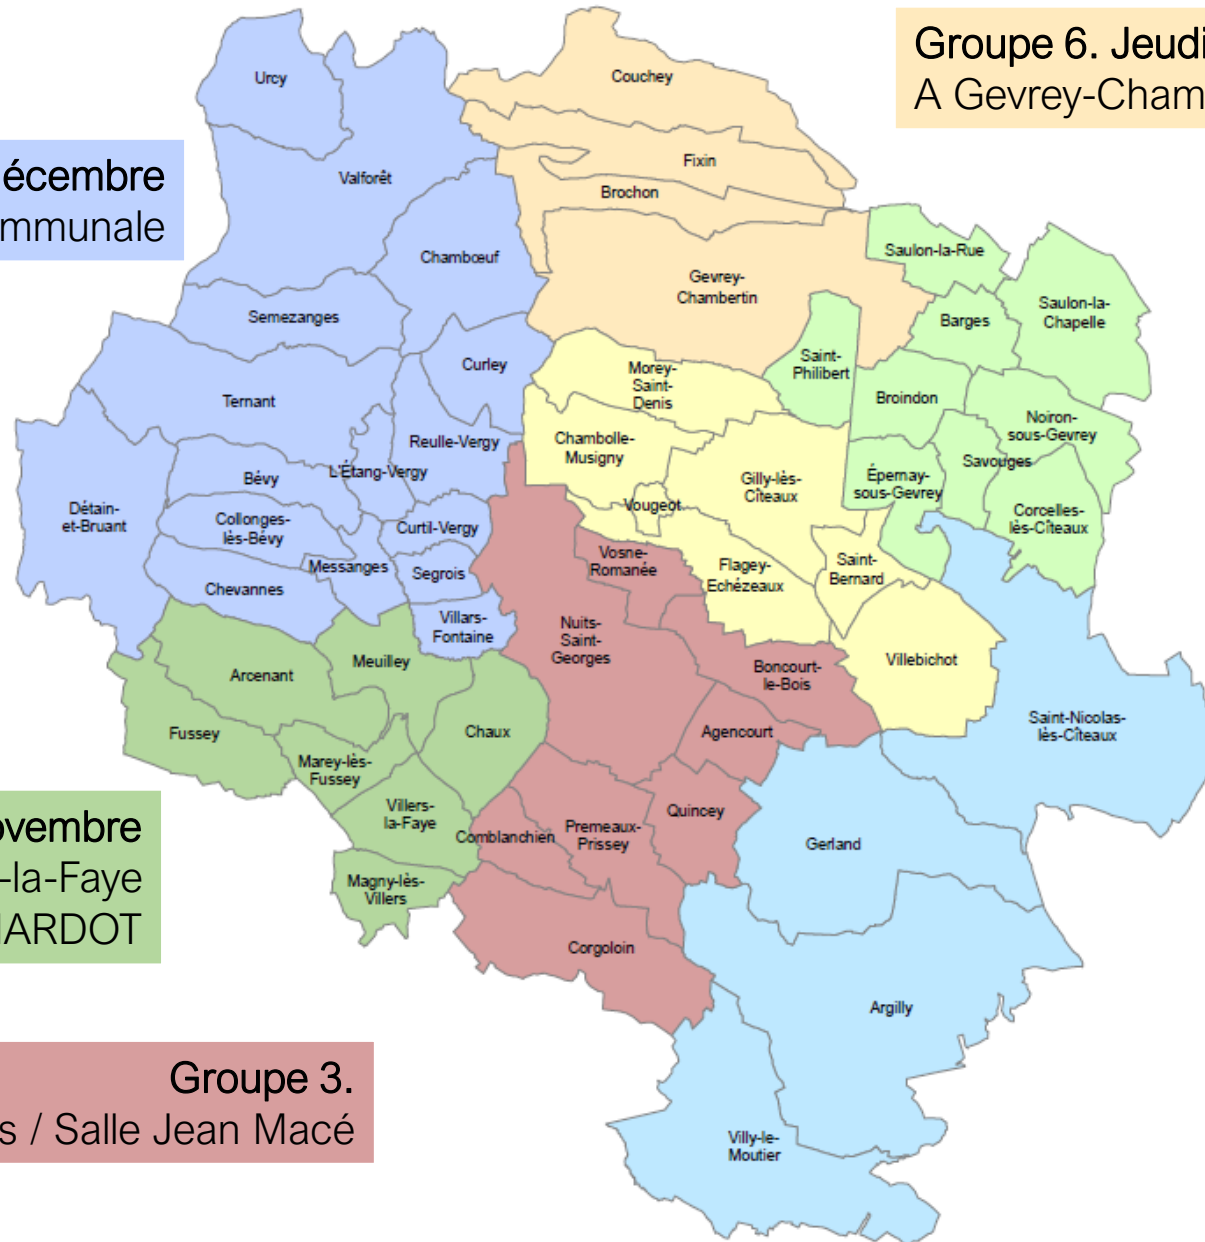 Groupe 6. Jeudi
A Gevrey-Cham
écembre
mmunale
Urcy
Couchey
Valforêt
Fixin
Brochon
Chambœuf
Gevrey-
Chambertin
Saulon-la-Rue
Saulon-la-
Chapelle
Semezanges
Barges
Curley
Saint-
Philibert
Morey-
Saint-
Denis
Ternant
Broindon
Noiron-
sous-Gevrey
Reulle-Vergy
Chambolle-
Musigny
L'Étang-Vergy
Bévy
Gilly-lès-
Cîteaux
Épernay-
sous-Gevrey
Savouges
Détain-
et-Bruant
Collonges-
lès-Bévy
Curtil-Vergy
Vougeot
Corcelles-
lès-Cîteaux
Messanges
Segrois
Vosne-
Romanée
Flagey-
Echézeaux
Saint-
Bernard
Chevannes
Villars-
Fontaine
Nuits-
Saint-
Georges
Arcenant
Meuilley
Boncourt-
le-Bois
Villebichot
Fussey
Chaux
Agencourt
Saint-Nicolas-
lès-Cîteaux
Marey-lès-
Fussey
Villers-
la-Faye
Comblanchien
Premeaux-
Prissey
Quincey
Gerland
ovembre
-la-Faye
HARDOT
Magny-lès-
Villers
Corgoloin
Argilly
Groupe 3.
s / Salle Jean Macé
Villy-le-
Moutier